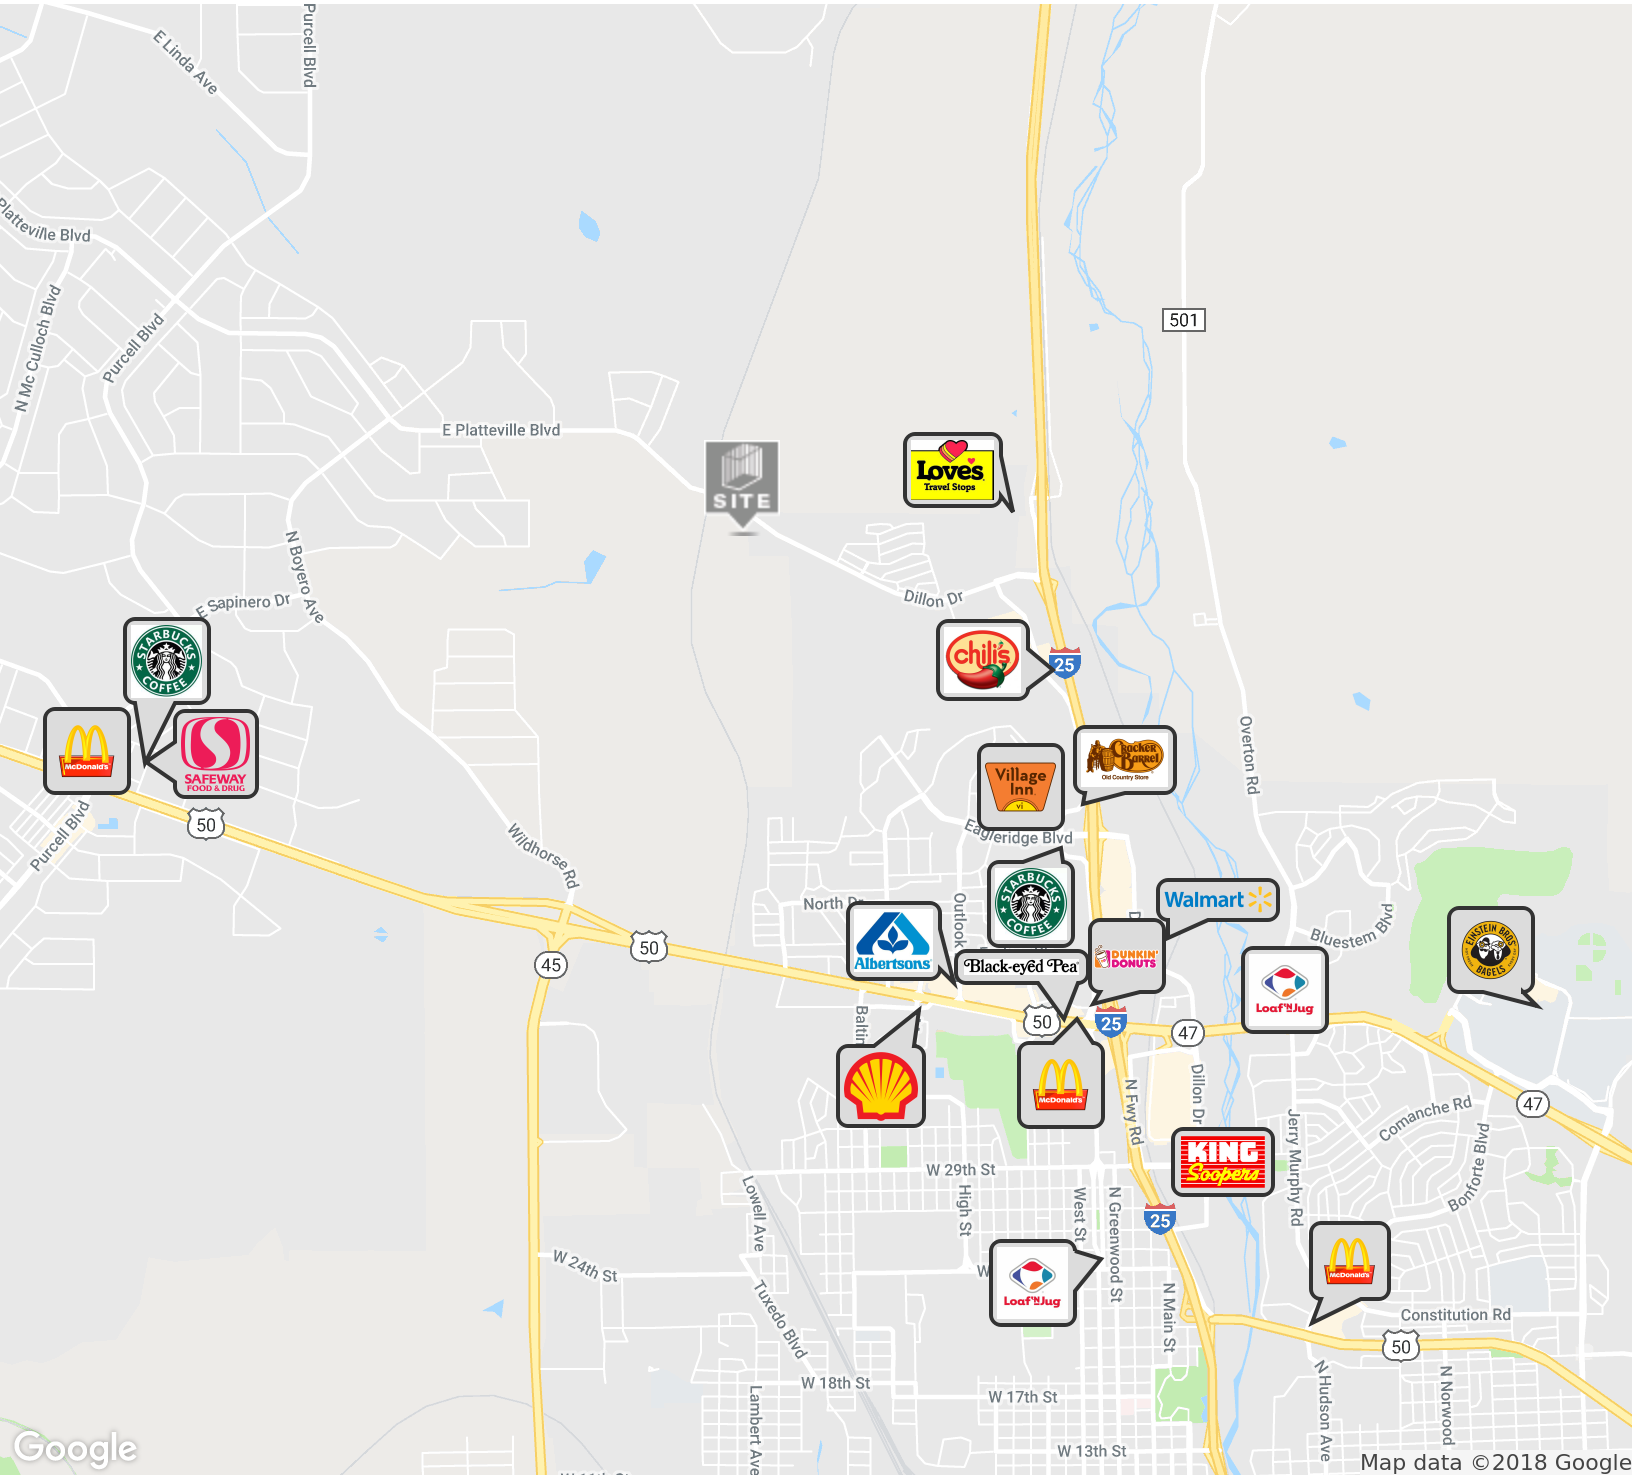 E Linda Ave
Purcell Blvd
Platteville Blvd
N Mc Culloch Blvd
Purcell Blvd
501
E Platteville Blvd
SITE
Love's
Travel Stops
N Boyero Ave
E Sapinero Dr
Dillon Dr
STARBUCKS
COFFEE
chili's
25
McDonald's
SAFEWAY
FOOD & DRUG
Overton Rd
Cracker
Barrel
Old Country Store
Village
Inn
vi
50
Purcell Blvd
Wildhorse Rd
Eagleridge Blvd
STARBUCKS
COFFEE
Walmart
North Dr
Outlook
D
Albertsons
Black-eyed Pea
DUNKIN'
DONUTS
Bluestem Blvd
EINSTEIN BROS
BAGELS
50
45
Loaf 'N Jug
Baltim
50
25
47
McDonald's
N Fwy Rd
Dillon Dr
Jerry Murphy Rd
Comanche Rd
47
Bonforte Blvd
KING
Soopers
W 29th St
Lowell Ave
High St
West St
N Greenwood St
25
W 24th St
W
Loaf 'N Jug
McDonald's
Tuxedo Blvd
N Main St
Constitution Rd
50
W 18th St
W 17th St
Lambert Ave
N Hudson Ave
N Norwood
W 13th St
Google
Map data ©2018 Google